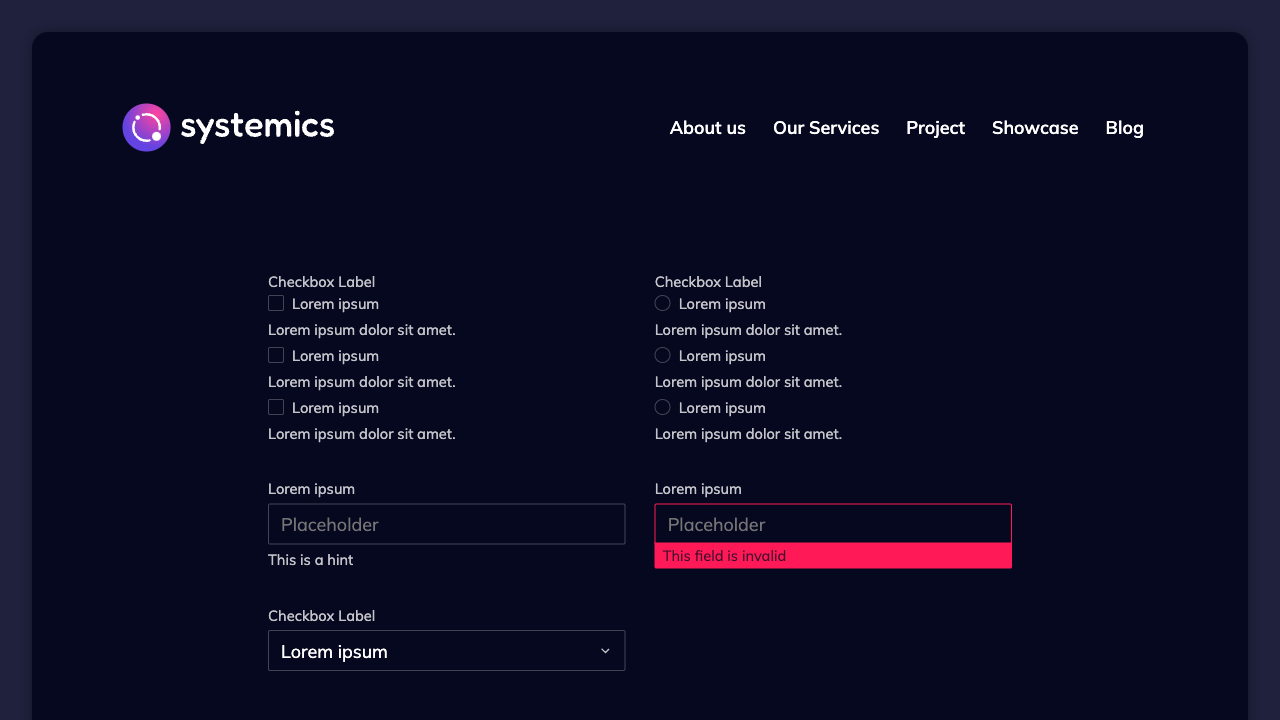 systemics
About us Our Services Project Showcase Blog
Checkbox Label
Lorem ipsum
Lorem ipsum dolor sit amet.
Lorem ipsum
Lorem ipsum dolor sit amet.
Lorem ipsum
Lorem ipsum dolor sit amet.
Checkbox Label
Lorem ipsum
Lorem ipsum dolor sit amet.
Lorem ipsum
Lorem ipsum dolor sit amet.
Lorem ipsum
Lorem ipsum dolor sit amet.
Lorem ipsum
Placeholder
This is a hint
Lorem ipsum
Placeholder
This field is invalid
Checkbox Label
Lorem ipsum